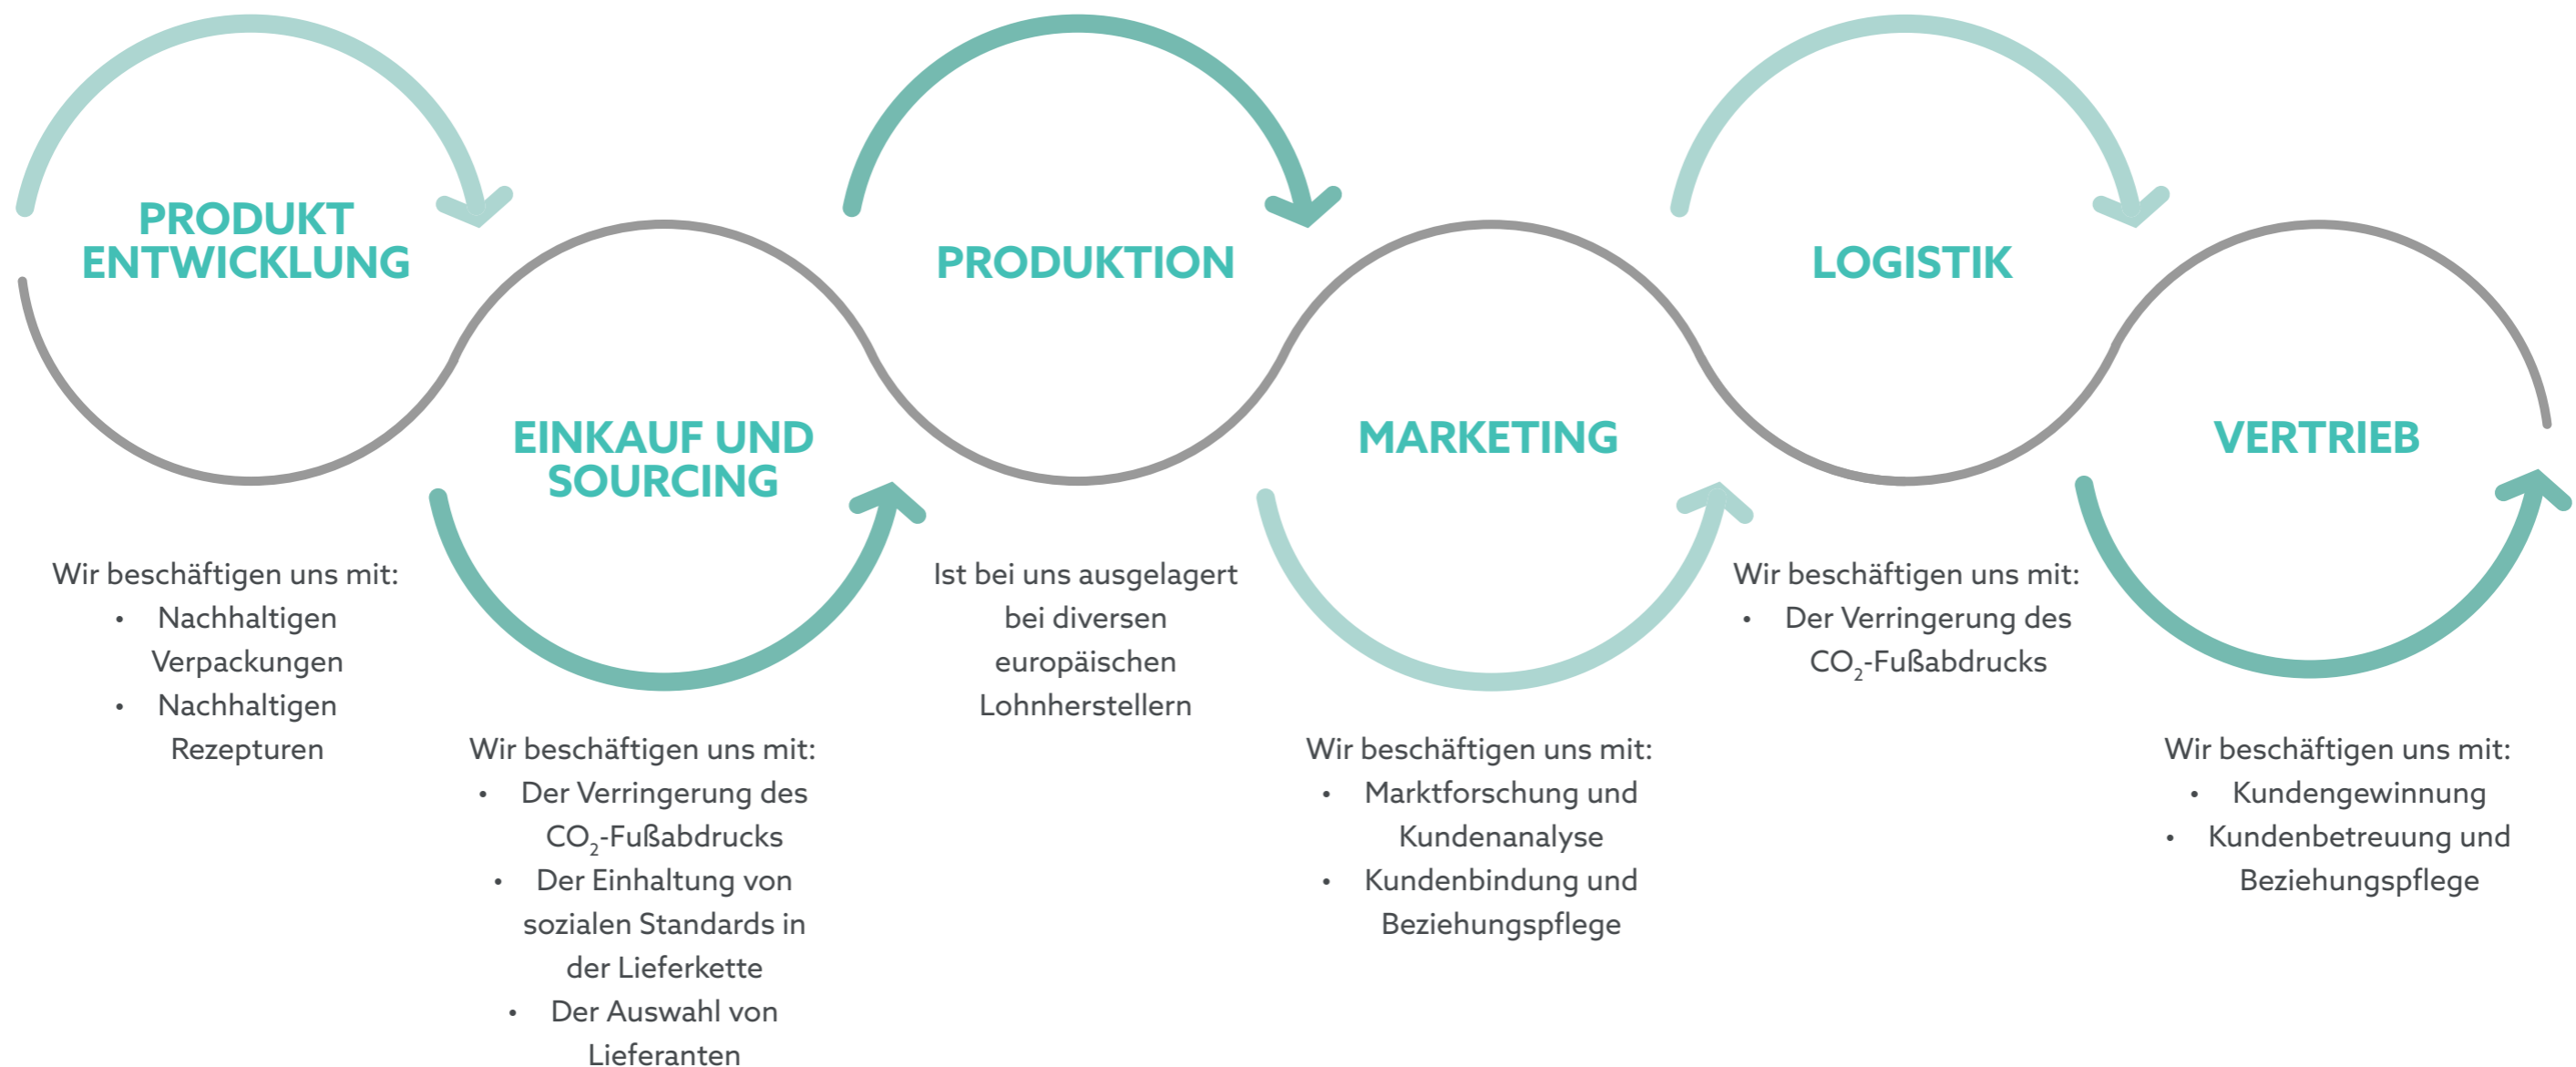 PRODUKT
ENTWICKLUNG
Wir beschäftigen uns mit:
• Nachhaltigen
Verpackungen
• Nachhaltigen
Rezepturen
EINKAUF UND
SOURCING
Wir beschäftigen uns mit:
• Der Verringerung des
CO₂-Fußabdrucks
• Der Einhaltung von
sozialen Standards in
der Lieferkette
• Der Auswahl von
Lieferanten
PRODUKTION
Ist bei uns ausgelagert
bei diversen
europäischen
Lohnherstellern
MARKETING
Wir beschäftigen uns mit:
• Marktforschung und
Kundenanalyse
• Kundenbindung und
Beziehungspflege
LOGISTIK
Wir beschäftigen uns mit:
• Der Verringerung des
CO₂-Fußabdrucks
VERTRIEB
Wir beschäftigen uns mit:
• Kundengewinnung
• Kundenbetreuung und
Beziehungspflege